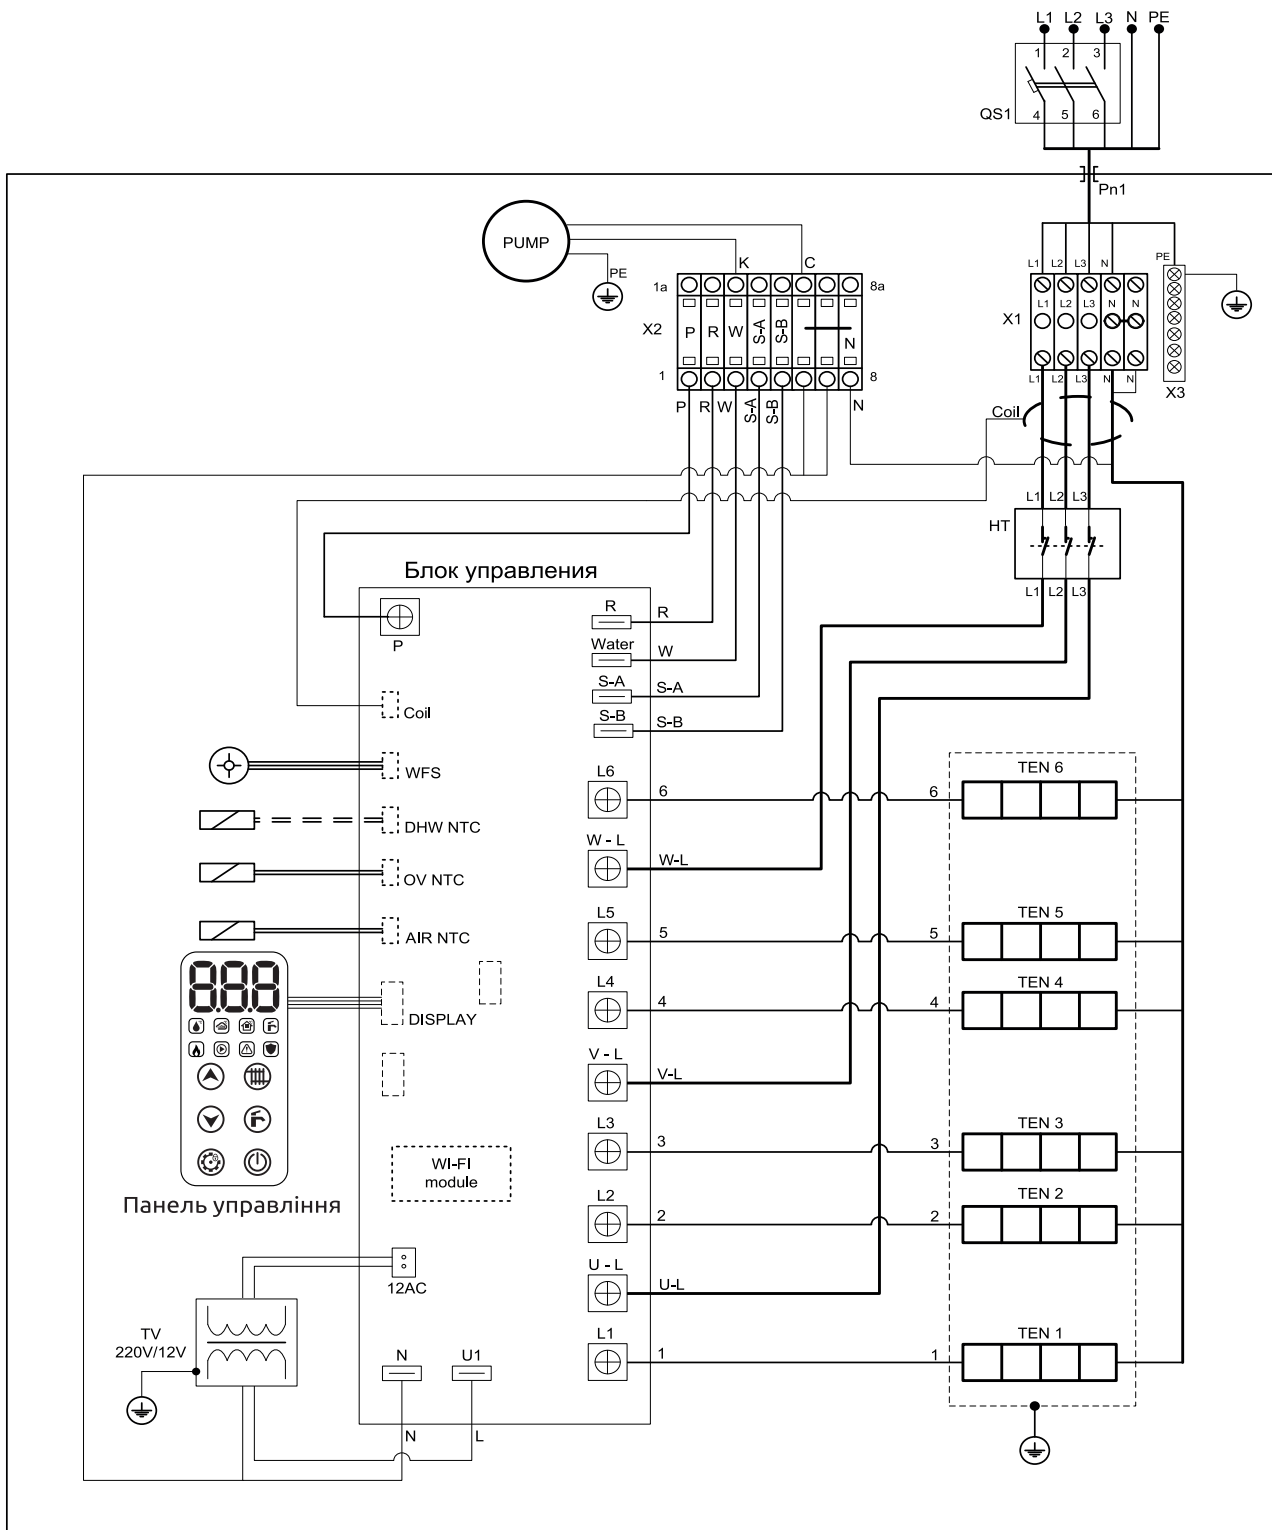 L1 L2 L3 N PE
1 2 3
QS1 4 5 6
Pn1
PUMP
PE
K C
L1 L2 L3 N PE
1a 8a
L1 L2 L3 N N
X2 P R W S-A S-B N
X1
1 8
L1 L2 L3 N N
X3
P R W S-A S-B N
Coil
L1 L2 L3
HT
Блок управления
L1 L2 L3
R R
P
Water W
S-A S-A
Coil
S-B S-B
WFS
L6 TEN 6
6 6
DHW NTC
W - L W-L
OV NTC
L5 TEN 5
5 5
AIR NTC
8.8.8
L4 TEN 4
4 4
DISPLAY
V - L V-L
L3 TEN 3
3 3
WI-FI
module
L2 TEN 2
2 2
Панель управління
U - L U-L
12AC
TV
220V/12V
L1 TEN 1
1 1
N U1
N L